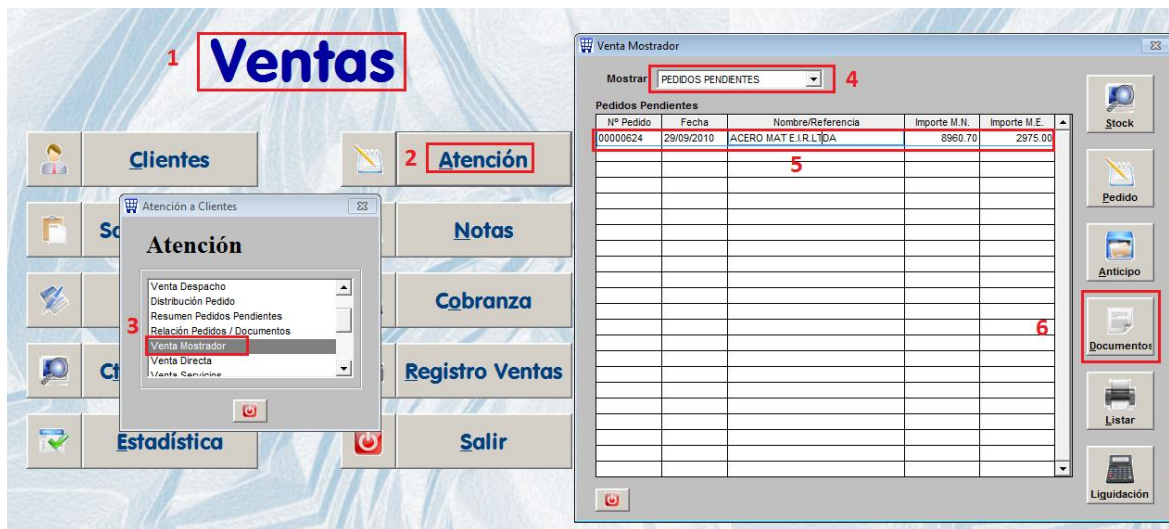 1 Ventas
Clientes
2 Atención
Atención a Clientes
Atención
Venta Despacho
Distribución Pedido
Resumen Pedidos Pendientes
Relación Pedidos / Documentos
3 Venta Mostrador
Venta Directa
Venta Servicios
Notas
Cobranza
Registro Ventas
Estadística
Salir
Venta Mostrador
Mostrar PEDIDOS PENDIENTES 4
Pedidos Pendientes
Nº Pedido Fecha Nombre/Referencia Importe M.N. Importe M.E.
00000624 29/09/2010 ACERO MAT E.I.R.LTDA 8960.70 2975.00
5
Stock
Pedido
Anticipo
6
Documentos
Listar
Liquidación